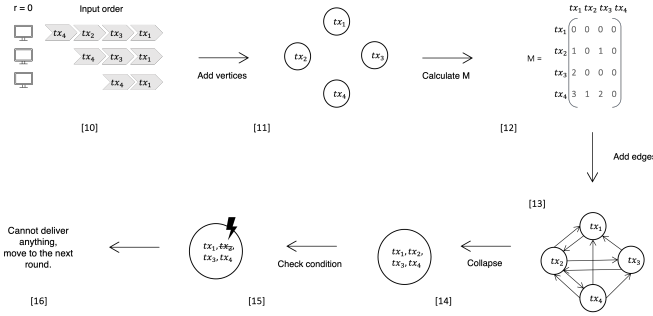 r = 0
Input order
tx4 tx2 tx3 tx1
tx4 tx3 tx1
tx4 tx1
[10]
Add vertices
tx1
tx2
tx3
tx4
[11]
Calculate M
tx1 tx2 tx3 tx4
M =
tx1 0 0 0 0
tx2 1 0 1 0
tx3 2 0 0 0
tx4 3 1 2 0
[12]
Add edges
[13]
tx1
tx2
tx3
tx4
Collapse
tx1, tx2,
tx3, tx4
[14]
Check condition
tx1, tx2,
tx3, tx4
[15]
Cannot deliver
anything,
move to the next
round.
[16]